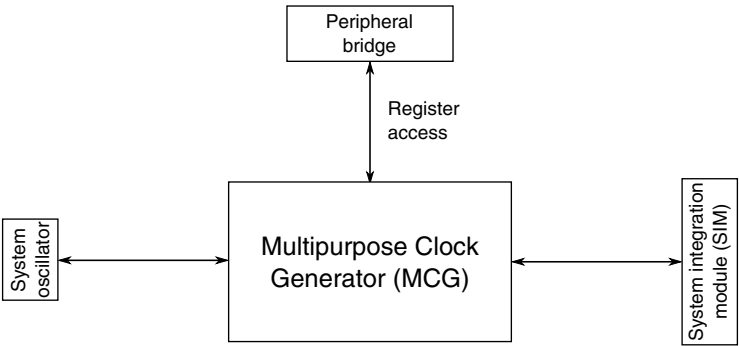 Peripheral
bridge
Register
access
System
oscillator
Multipurpose Clock
Generator (MCG)
System integration
module (SIM)